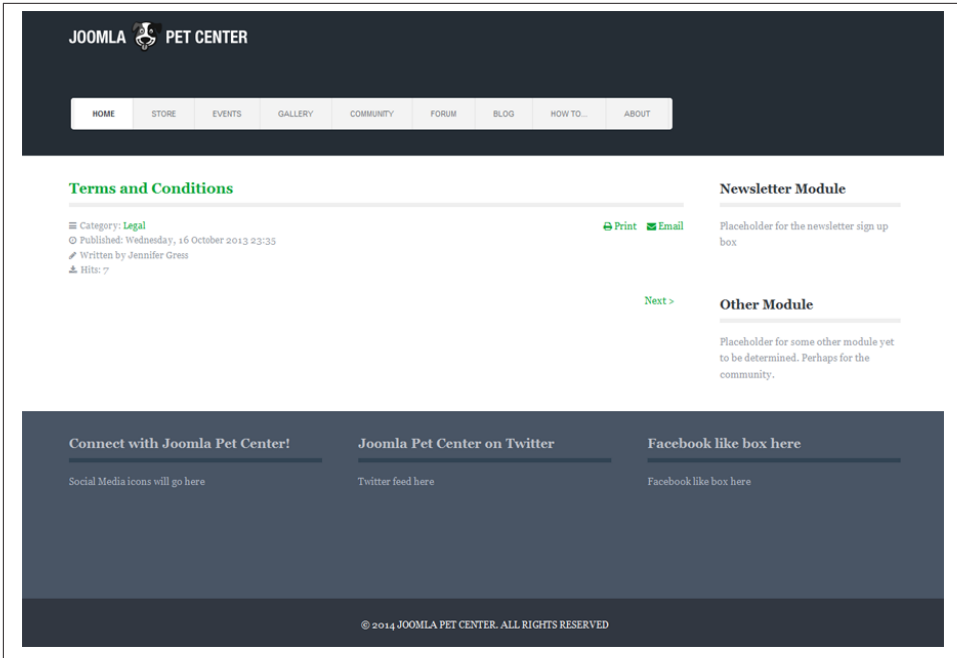 JOOMLA PET CENTER
HOME STORE EVENTS GALLERY COMMUNITY FORUM BLOG HOW TO... ABOUT
Terms and Conditions
Category: Legal
Print Email
Published: Wednesday, 16 October 2013 23:35
Written by Jennifer Gress
Hits: 7
Next >
Newsletter Module
Placeholder for the newsletter sign up
box
Other Module
Placeholder for some other module yet
to be determined. Perhaps for the
community.
Connect with Joomla Pet Center!
Social Media icons will go here
Joomla Pet Center on Twitter
Twitter feed here
Facebook like box here
Facebook like box here
© 2014 JOOMLA PET CENTER. ALL RIGHTS RESERVED